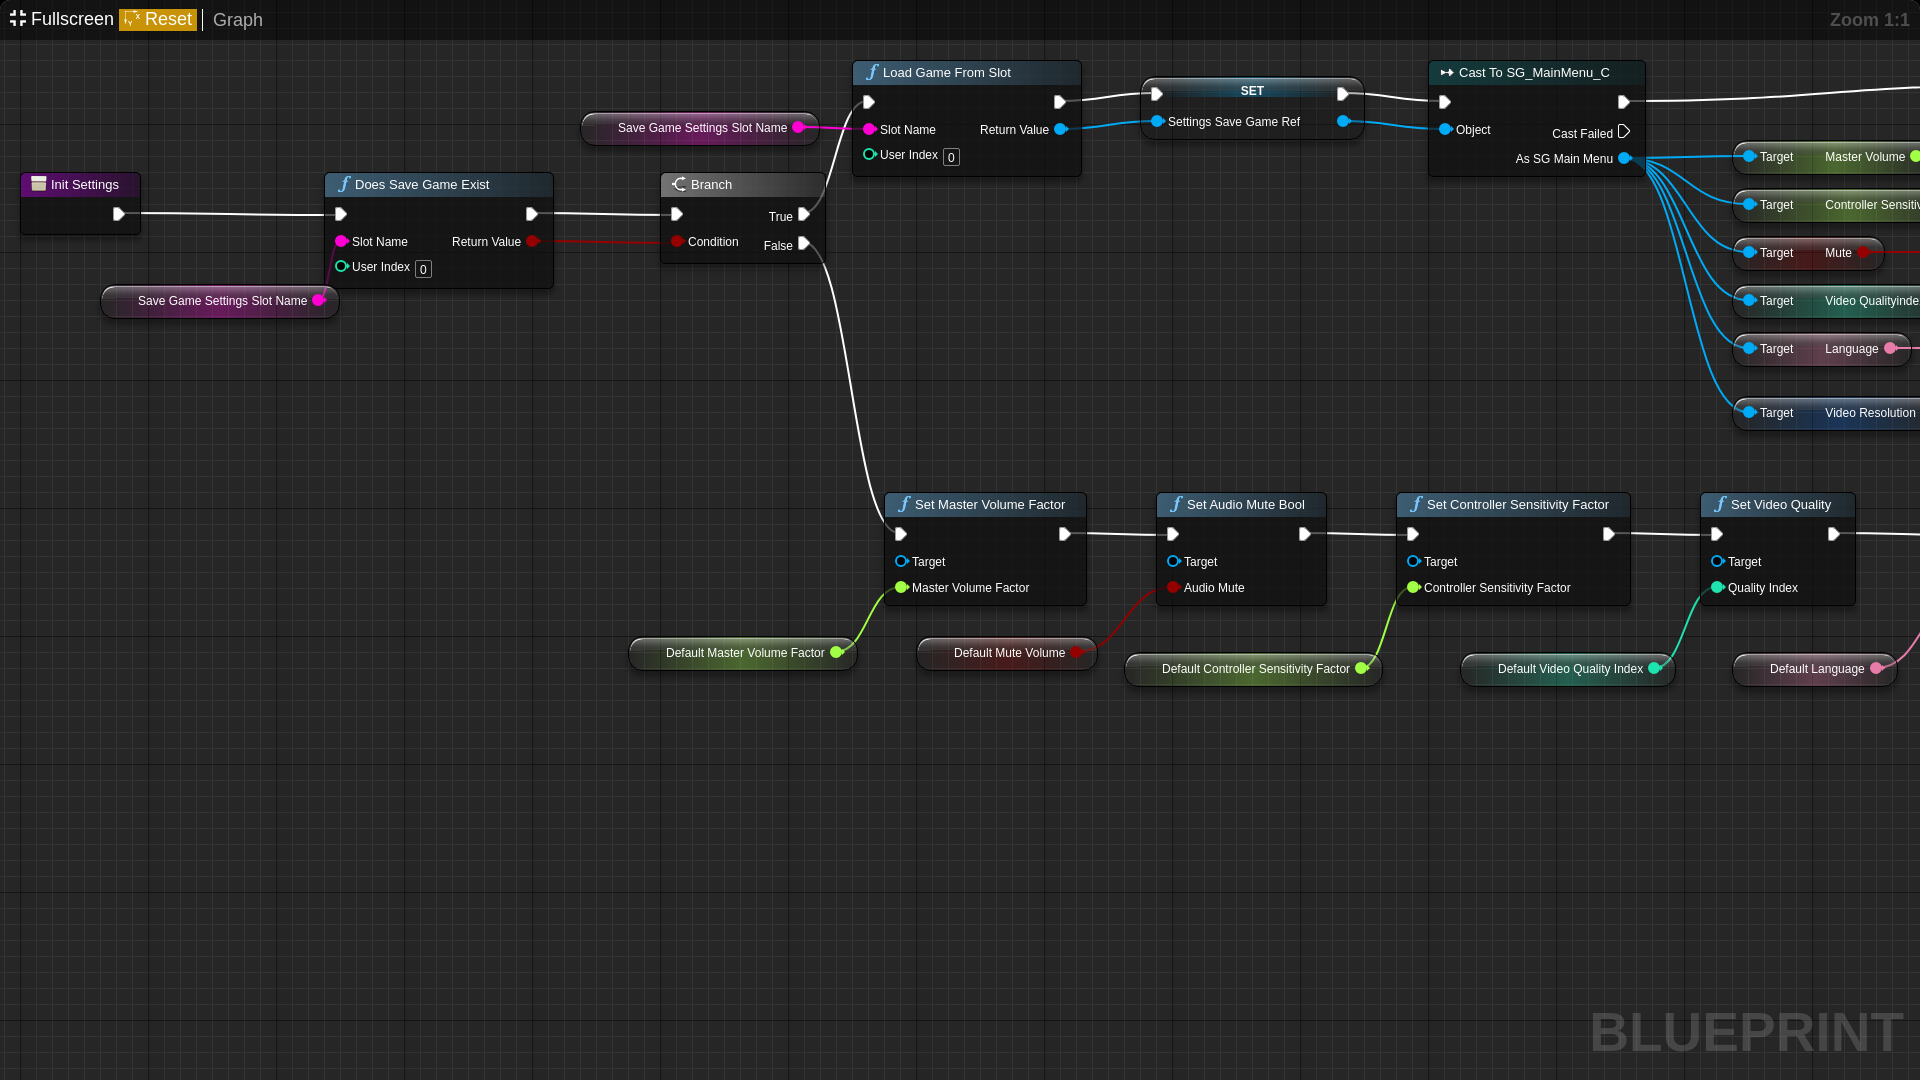 Fullscreen Reset Graph
Zoom 1:1
Load Game From Slot
Slot Name Return Value
User Index 0
Save Game Settings Slot Name
SET
Settings Save Game Ref
Cast To SG_MainMenu_C
Object
Cast Failed
As SG Main Menu
Target Master Volume
Target Controller Sensitiv
Target Mute
Target Video Qualityinde
Target Language
Target Video Resolution
Init Settings
Does Save Game Exist
Slot Name Return Value
User Index 0
Save Game Settings Slot Name
Branch
True
Condition
False
Set Master Volume Factor
Target
Master Volume Factor
Default Master Volume Factor
Set Audio Mute Bool
Target
Audio Mute
Default Mute Volume
Set Controller Sensitivity Factor
Target
Controller Sensitivity Factor
Default Controller Sensitivity Factor
Set Video Quality
Target
Quality Index
Default Video Quality Index
Default Language
BLUEPRINT